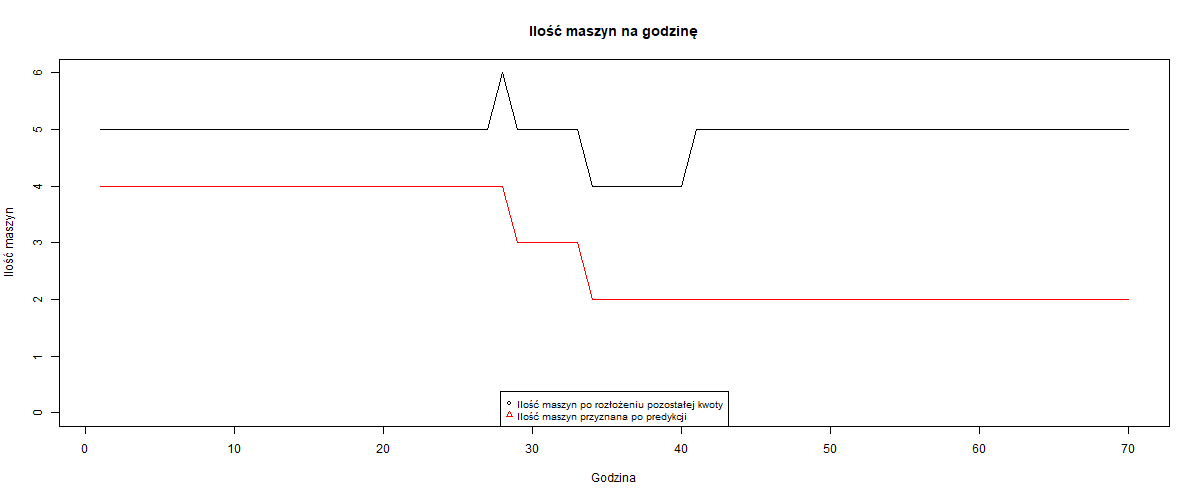 Ilość maszyn na godzinę
Ilość maszyn
6
5
4
3
2
1
0
Ilość maszyn po rozłożeniu pozostałej kwoty
Ilość maszyn przyznana po predykcji
0 10 20 30 40 50 60 70
Godzina